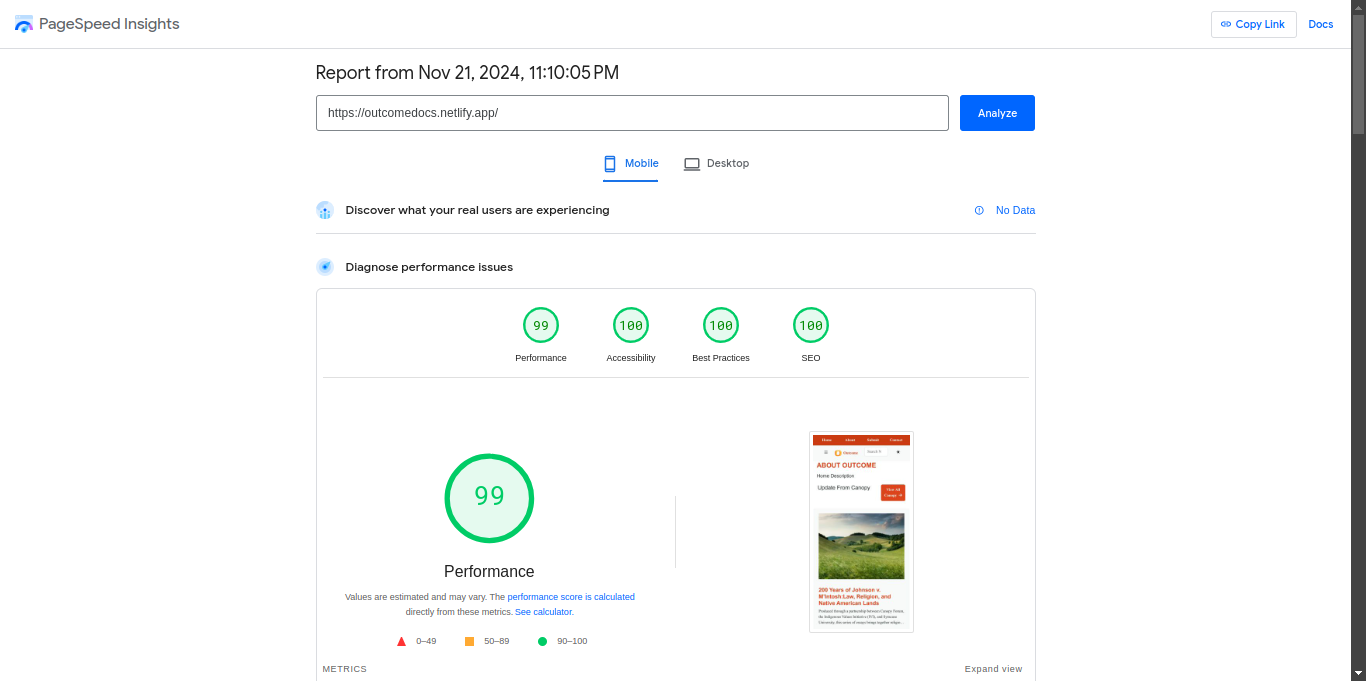 PageSpeed Insights
Copy Link
Docs
Report from Nov 21, 2024, 11:10:05 PM
https://outcomedocs.netlify.app/
Analyze
Mobile
Desktop
Discover what your real users are experiencing
No Data
Diagnose performance issues
99
100
100
100
Performance
Accessibility
Best Practices
SEO
99
Performance
Values are estimated and may vary. The performance score is calculated
directly from these metrics. See calculator.
0–49
50–89
90–100
Home About Submit Contact
Outcome
ABOUT OUTCOME
Home Description
Update From Canopy
View All
Canopy
200 Years of Johnson v.
M'Intosh:Law, Religion, and
Native American Lands
METRICS
Expand view